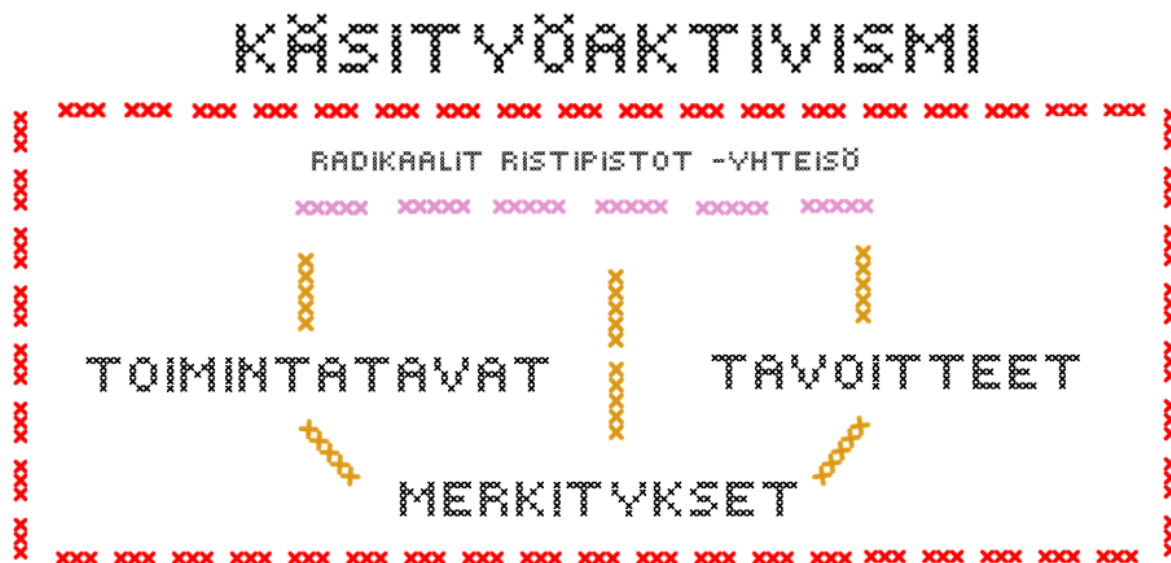 KÄSITYÖAKTIVISMI
RADIKAALIT RISTIPISTOT -YHTEISÖ
TOIMINTATAVAT
TAVOITTEET
MERKITYKSET